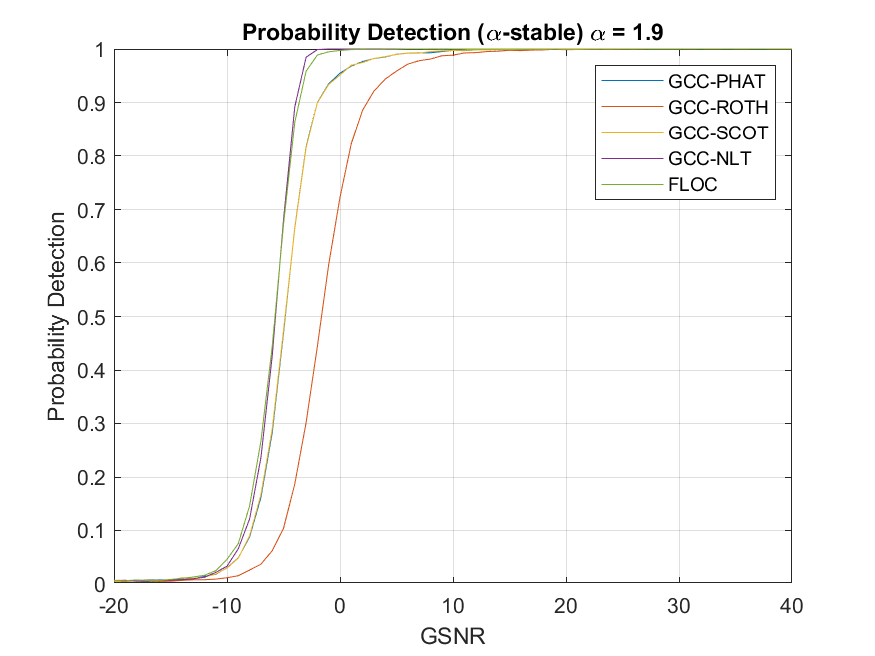 Probability Detection (α-stable) α = 1.9
1
0.9
0.8
0.7
0.6
0.5
0.4
0.3
0.2
0.1
0
Probability Detection
GCC-PHAT
GCC-ROTH
GCC-SCOT
GCC-NLT
FLOC
-20 -10 0 10 20 30 40
GSNR